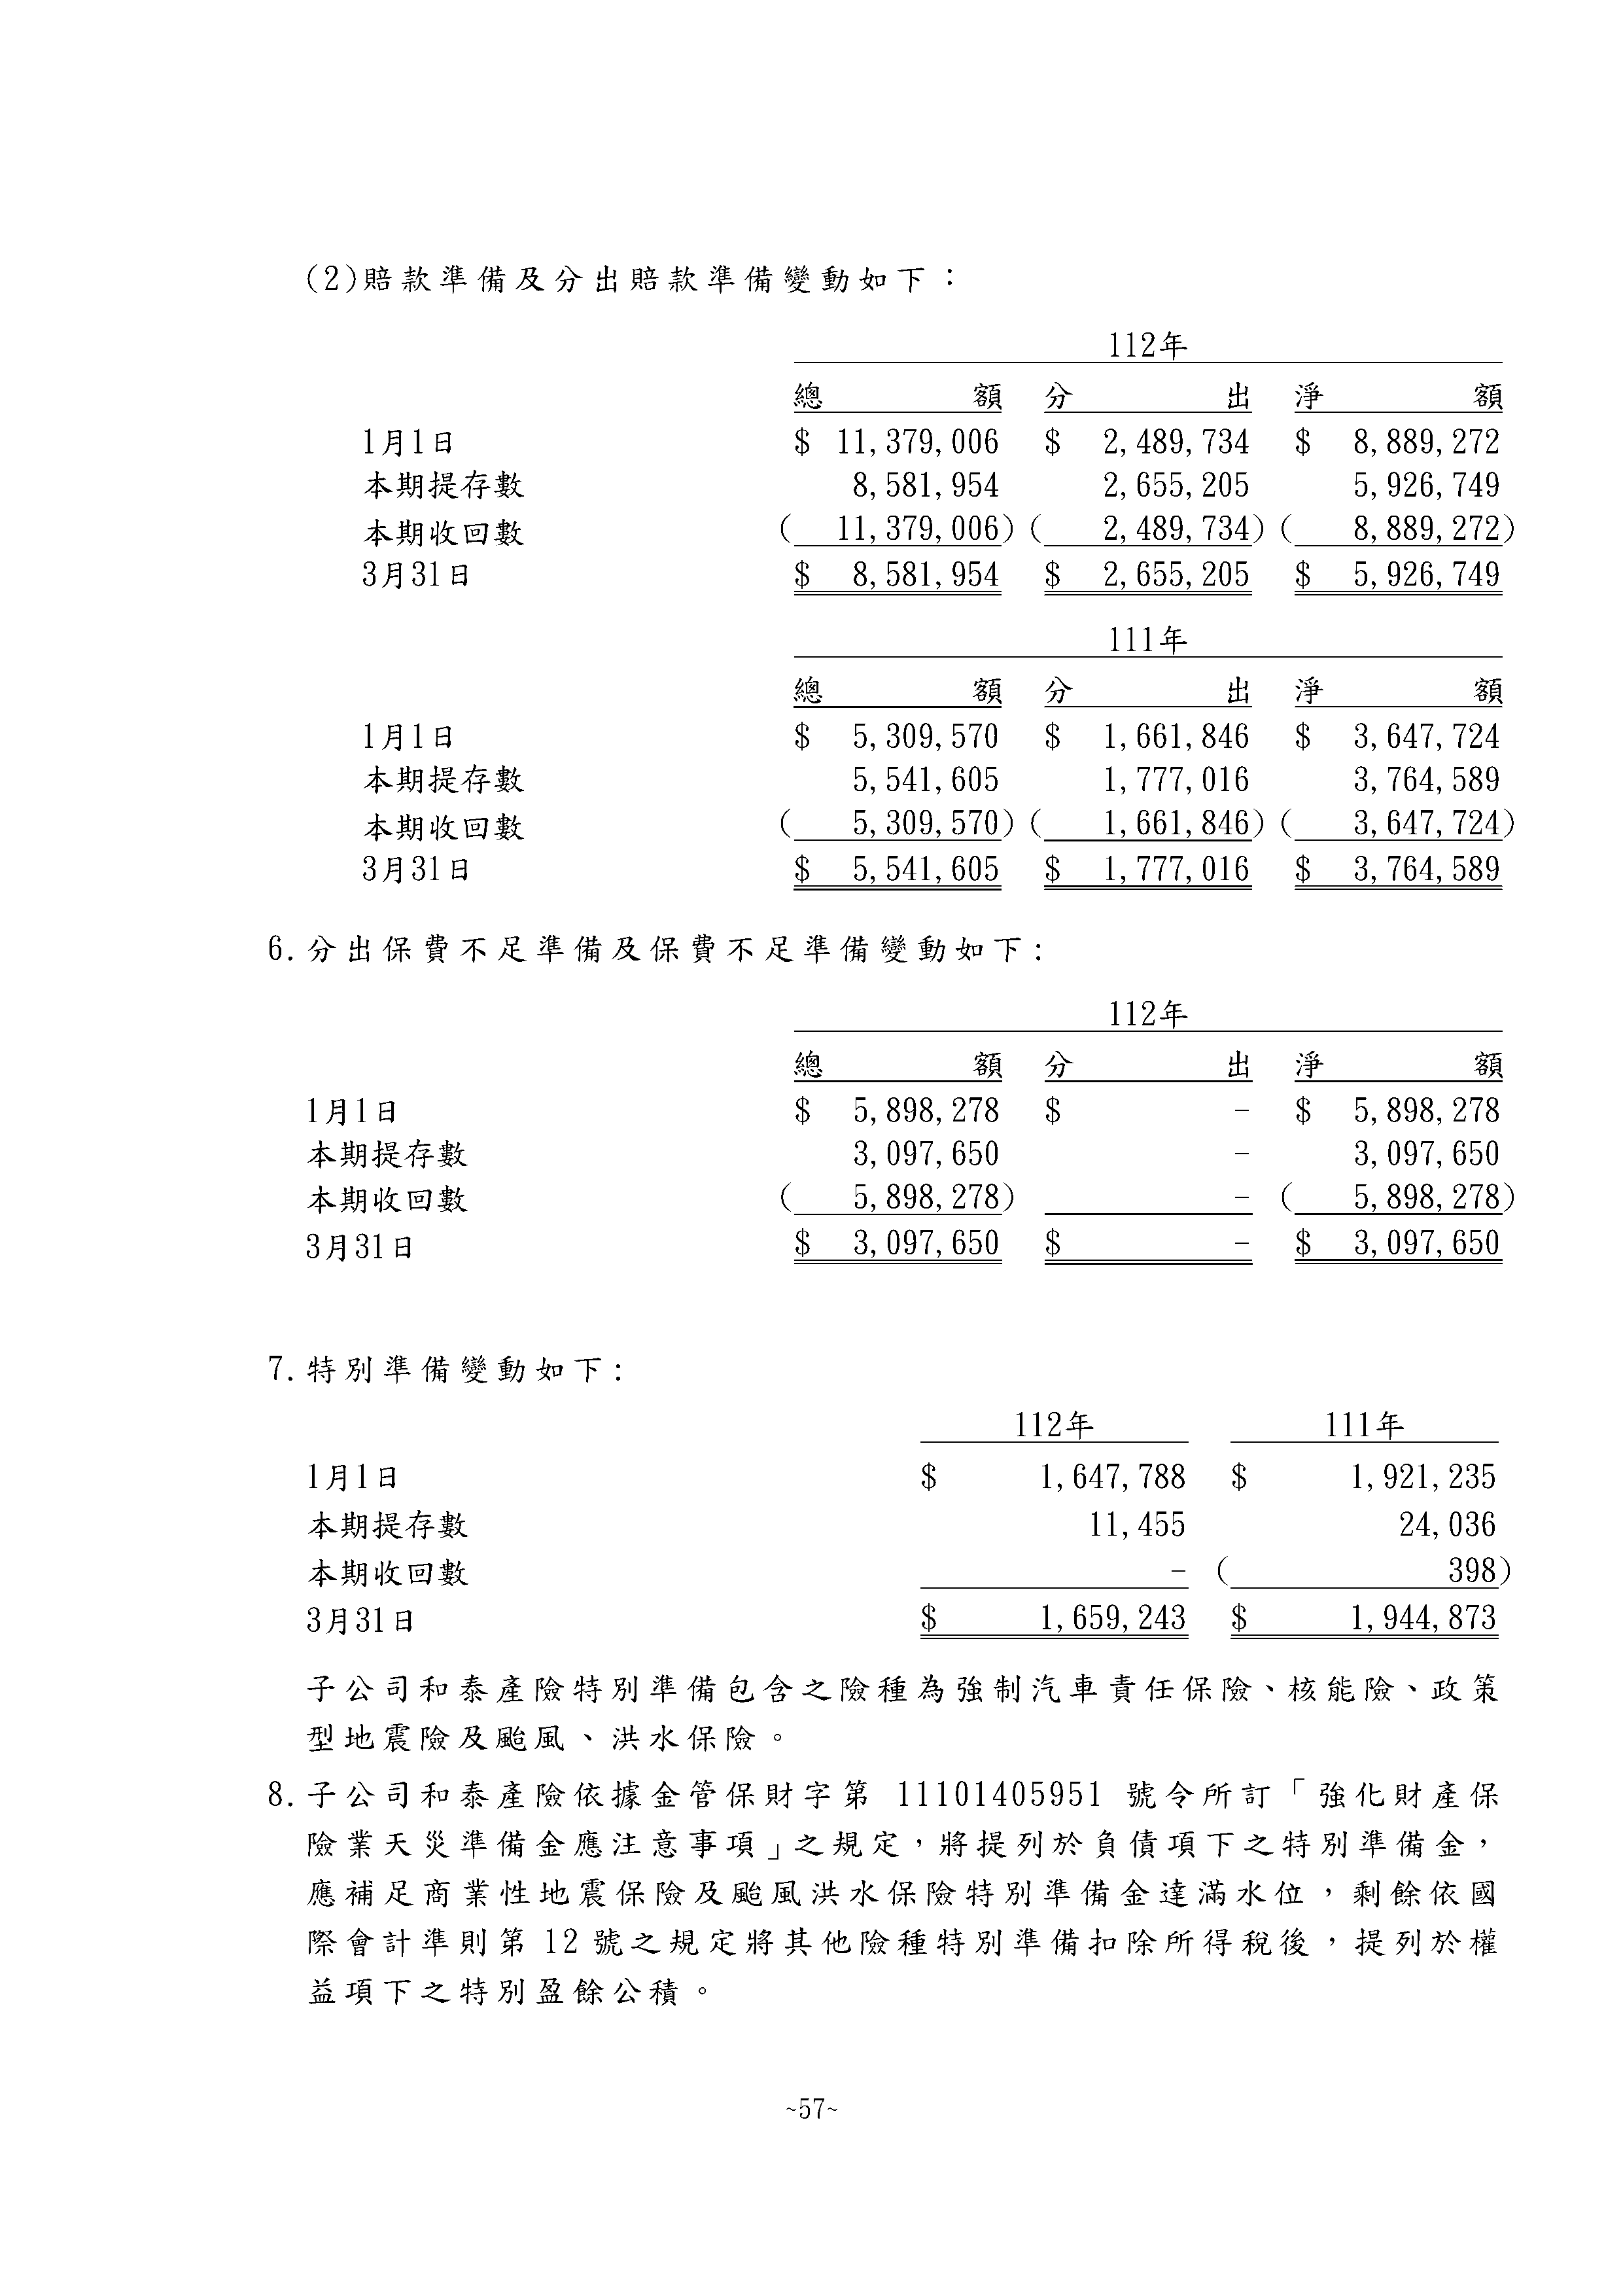 (2)賠款準備及分出賠款準備變動如下：
112年
總額 分出 淨額
1月1日 $ 11,379,006 $ 2,489,734 $ 8,889,272
本期提存數 8,581,954 2,655,205 5,926,749
本期收回數 ( 11,379,006) ( 2,489,734) ( 8,889,272)
3月31日 $ 8,581,954 $ 2,655,205 $ 5,926,749
111年
總額 分出 淨額
1月1日 $ 5,309,570 $ 1,661,846 $ 3,647,724
本期提存數 5,541,605 1,777,016 3,764,589
本期收回數 ( 5,309,570) ( 1,661,846) ( 3,647,724)
3月31日 $ 5,541,605 $ 1,777,016 $ 3,764,589
6.分出保費不足準備及保費不足準備變動如下:
112年
總額 分出 淨額
1月1日 $ 5,898,278 $ - $ 5,898,278
本期提存數 3,097,650 - 3,097,650
本期收回數 ( 5,898,278) - ( 5,898,278)
3月31日 $ 3,097,650 $ - $ 3,097,650
7.特別準備變動如下:
112年 111年
1月1日 $ 1,647,788 $ 1,921,235
本期提存數 11,455 24,036
本期收回數 - ( 398)
3月31日 $ 1,659,243 $ 1,944,873
子公司和泰產險特別準備包含之險種為強制汽車責任保險、核能險、政策
型地震險及颱風、洪水保險。
8.子公司和泰產險依據金管保財字第 11101405951 號令所訂「強化財產保
險業天災準備金應注意事項」之規定，將提列於負債項下之特別準備金，
應補足商業性地震保險及颱風洪水保險特別準備金達滿水位，剩餘依國
際會計準則第 12 號之規定將其他險種特別準備扣除所得稅後，提列於權
益項下之特別盈餘公積。
~57~